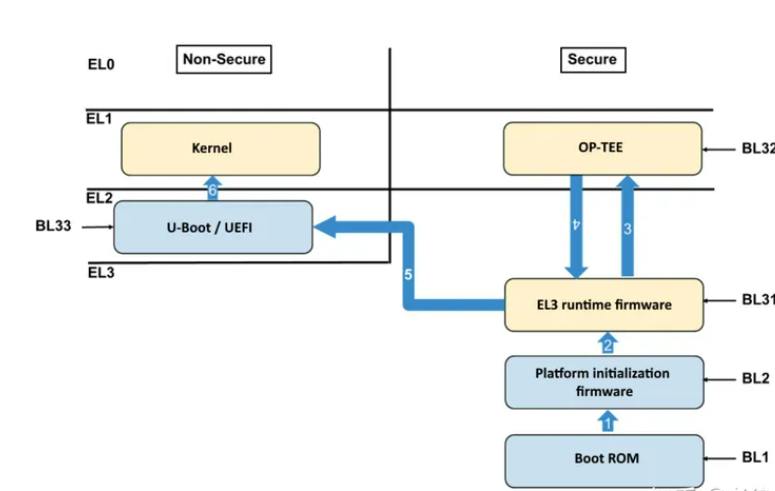 EL0
Non-Secure
Secure
EL1
Kernel
OP-TEE
BL32
6
EL2
BL33
U-Boot / UEFI
4
3
EL3
5
EL3 runtime firmware
BL31
2
Platform initialization
firmware
BL2
1
Boot ROM
BL1